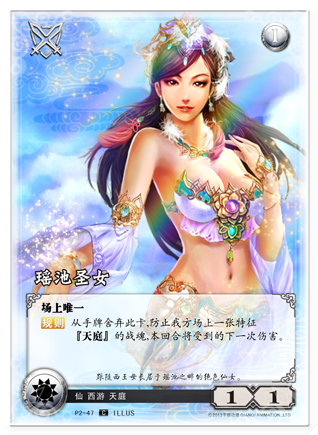 1
瑶池圣女
场上唯一
规则 从手牌舍弃此卡,防止我方场上一张特征
『天庭』的战魂,本回合将受到的下一次伤害。
跟随西王母长居于瑶池之畔的绝色仙女。
仙 西游 天庭
1 1
P2-47 C ILLUS